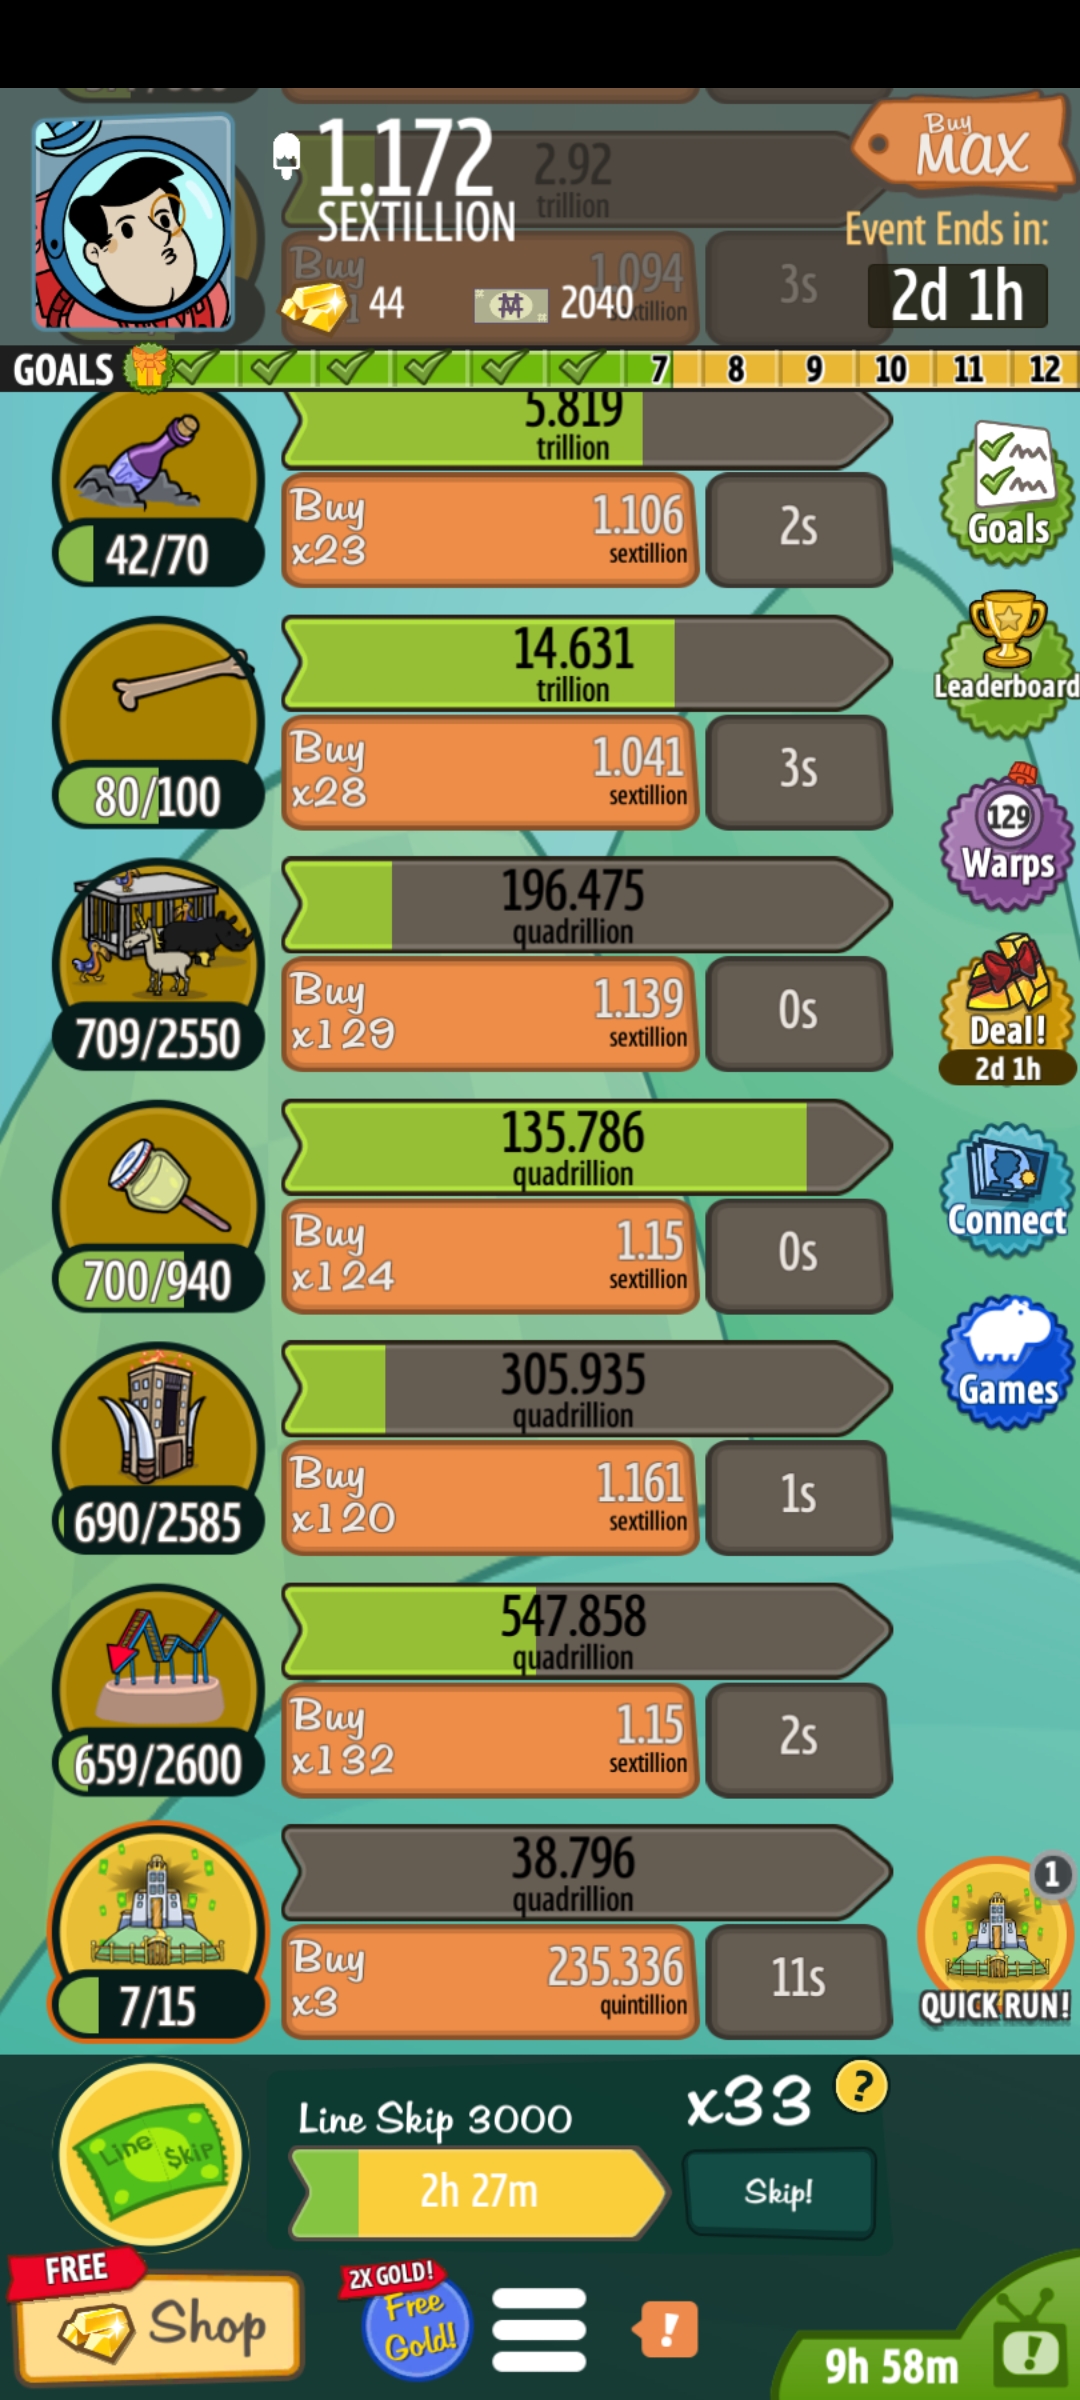 1.172
SEXTILLION
2.92
trillion
Buy
MAX
Event Ends in:
2d 1h
Buy
1.094
3s
44
2040
GOALS
7
8
9
10
11
12
5.819
trillion
Buy
x23
1.106
sextillion
2s
42/70
Goals
14.631
trillion
Buy
x28
1.041
sextillion
3s
80/100
Leaderboard
129
Warps
196.475
quadrillion
Buy
x129
1.139
sextillion
0s
709/2550
Deal!
2d 1h
135.786
quadrillion
Buy
x124
1.15
sextillion
0s
700/940
Connect
305.935
quadrillion
Buy
x120
1.161
sextillion
1s
690/2585
Games
547.858
quadrillion
Buy
x132
1.15
sextillion
2s
659/2600
38.796
quadrillion
Buy
x3
235.336
quintillion
11s
7/15
1
QUICK RUN!
Line Skip
Line Skip 3000
2h 27m
x33
?
Skip!
FREE
Shop
2X GOLD!
Free
Gold!
!
9h 58m
!